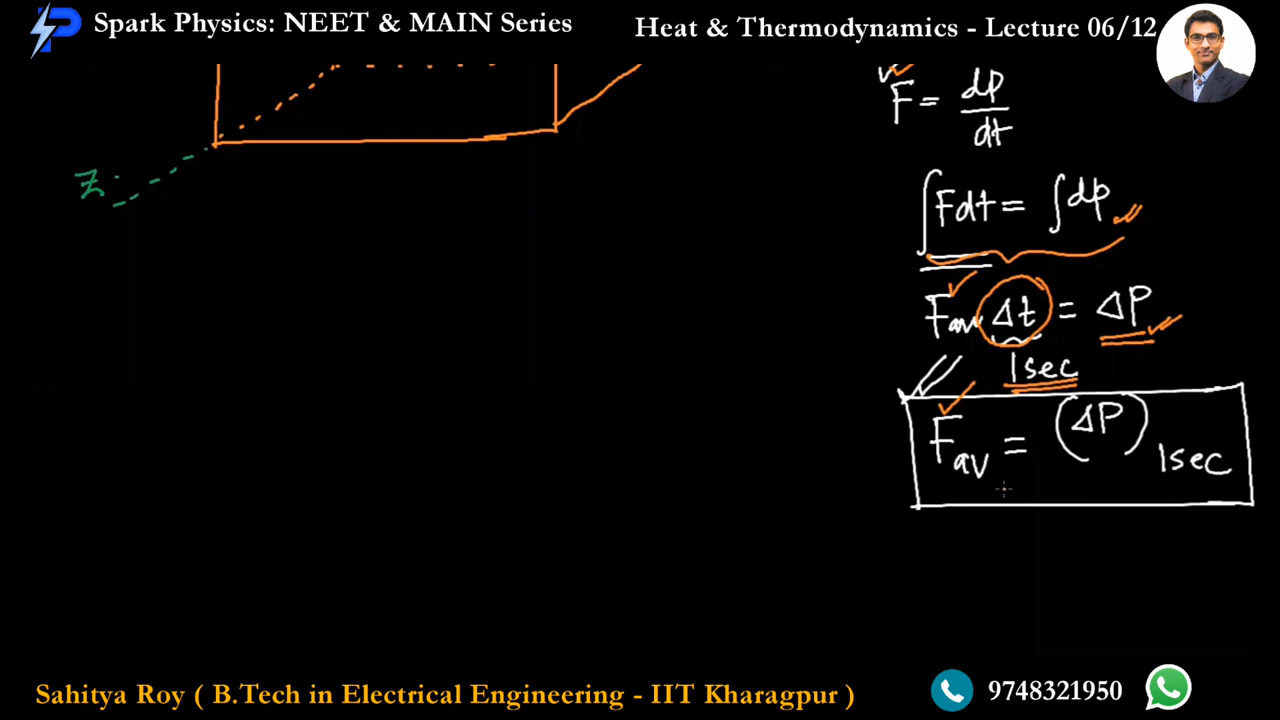 Spark Physics: NEET & MAIN Series
Heat & Thermodynamics - Lecture 06/12
F = dp/dt
∫Fdt = ∫dp
Z
Fav Δt = ΔP
1sec
Fav = (ΔP) 1sec
Sahitya Roy ( B.Tech in Electrical Engineering - IIT Kharagpur )
9748321950